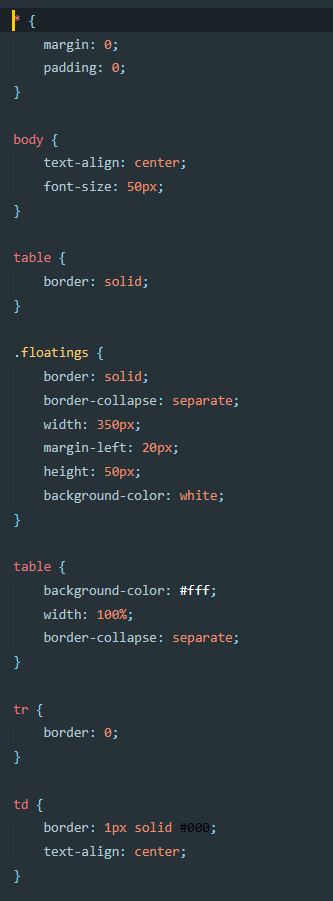 * {
    margin: 0;
    padding: 0;
}

body {
    text-align: center;
    font-size: 50px;
}

table {
    border: solid;
}

.floatings {
    border: solid;
    border-collapse: separate;
    width: 350px;
    margin-left: 20px;
    height: 50px;
    background-color: white;
}

table {
    background-color: #fff;
    width: 100%;
    border-collapse: separate;
}

tr {
    border: 0;
}

td {
    border: 1px solid #000;
    text-align: center;
}